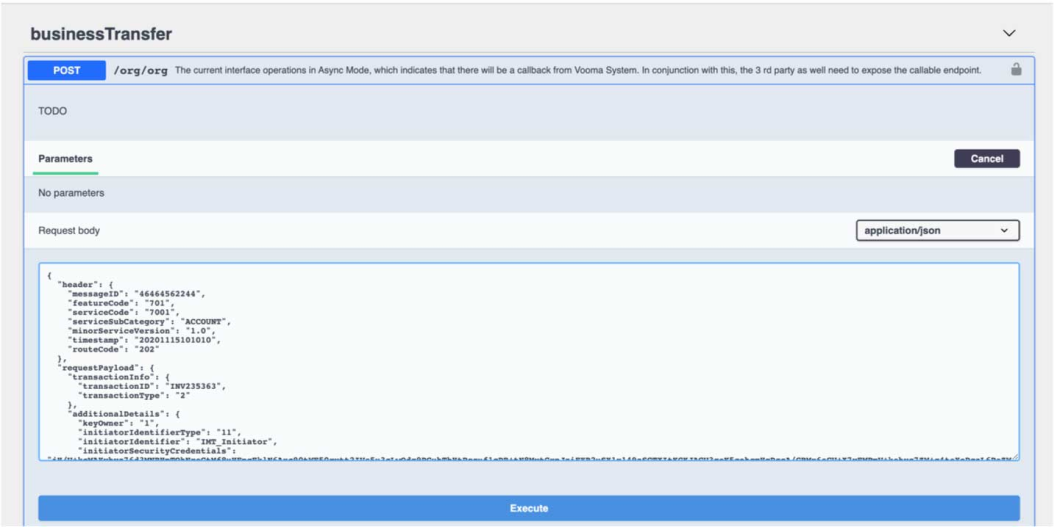 businessTransfer
POST /org/org The current interface operations in Async Mode, which indicates that there will be a callback from Vooma System. In conjunction with this, the 3 rd party as well need to expose the callable endpoint.
TODO
Parameters
Cancel
No parameters
Request body
application/json
{
"header": {
"messageID": "46464562244",
"featureCode": "701",
"serviceCode": "7001",
"serviceSubCategory": "ACCOUNT",
"minorServiceVersion": "1.0",
"timestamp": "20201115101010",
"routeCode": "202"
},
"requestPayload": {
"transactionInfo": {
"transactionID": "INV235363",
"transactionType": "2"
},
"additionalDetails": {
"keyOwner": "1",
"initiatorIdentifierType": "11",
"initiatorIdentifier": "IMT_Initiator",
"initiatorSecurityCredentials":
Execute